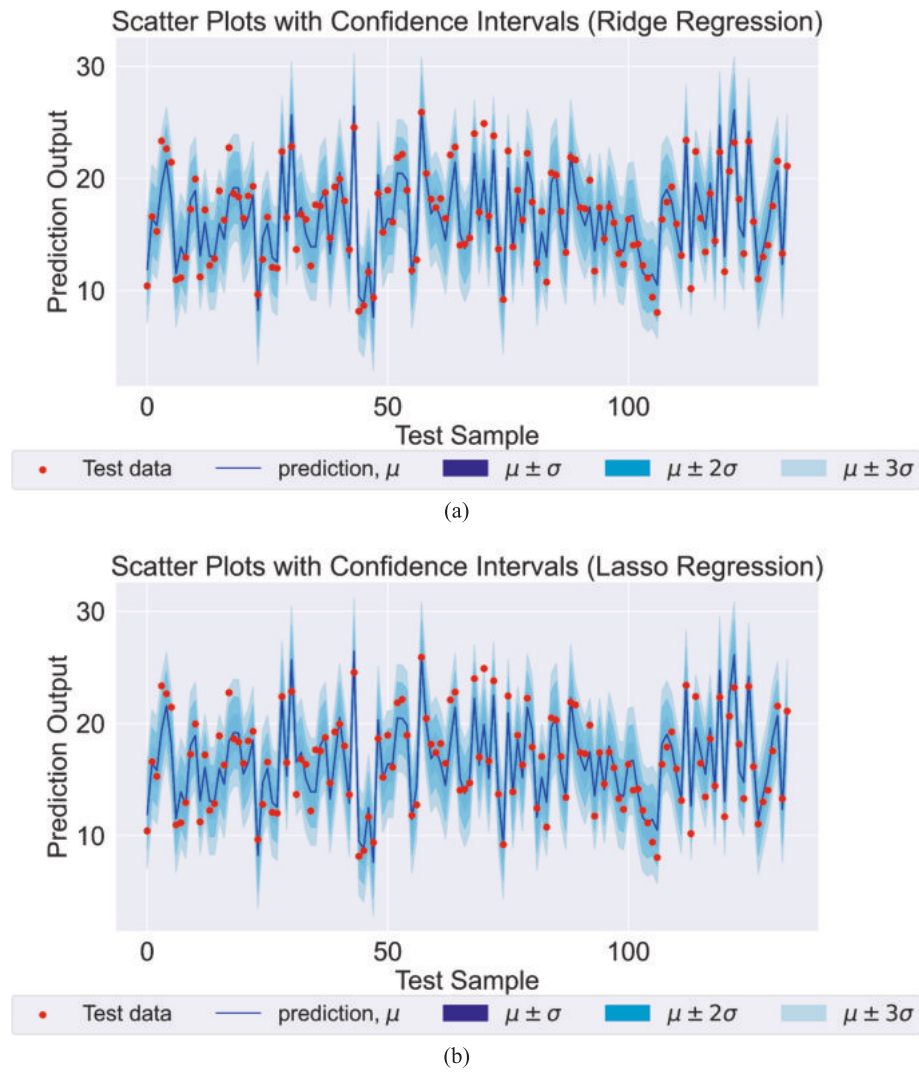 Scatter Plots with Confidence Intervals (Ridge Regression)
30
20
10
Prediction Output
0 50 100
Test Sample
Test data prediction, μ μ ± σ μ ± 2σ μ ± 3σ
(a)
Scatter Plots with Confidence Intervals (Lasso Regression)
30
20
10
Prediction Output
0 50 100
Test Sample
Test data prediction, μ μ ± σ μ ± 2σ μ ± 3σ
(b)